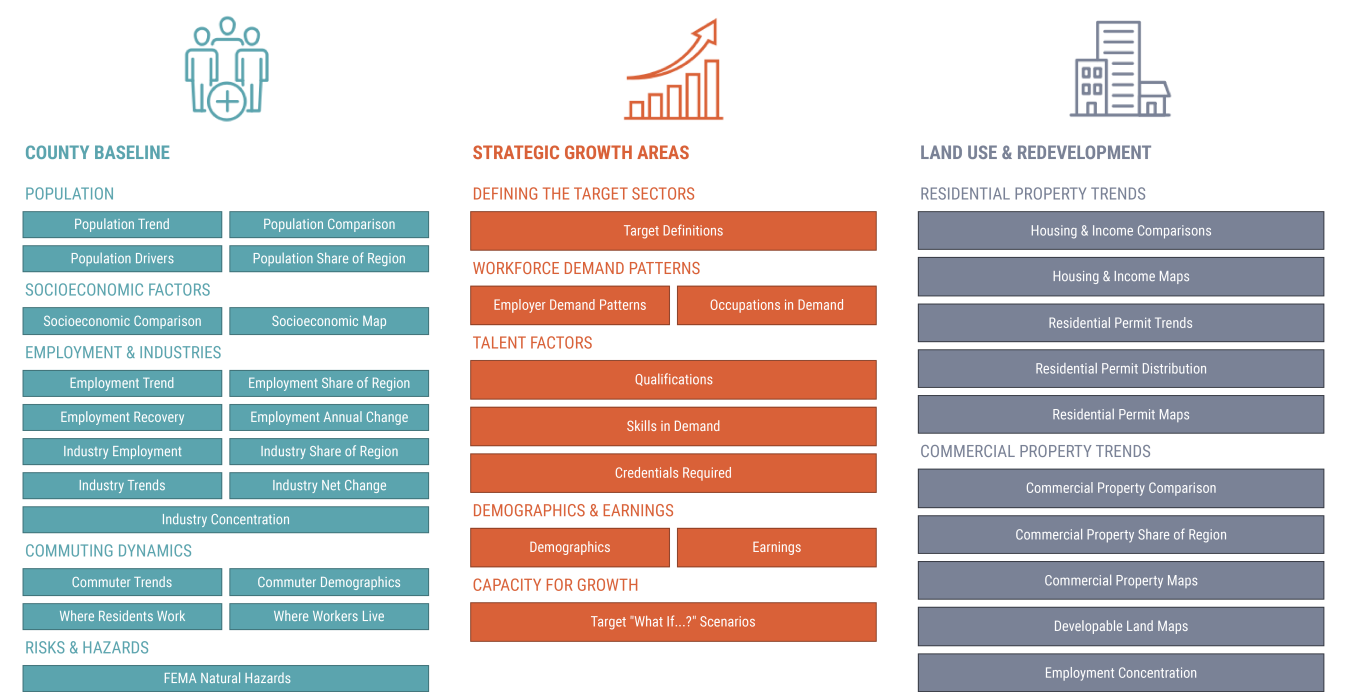 COUNTY BASELINE
POPULATION
Population Trend
Population Comparison
Population Drivers
Population Share of Region
SOCIOECONOMIC FACTORS
Socioeconomic Comparison
Socioeconomic Map
EMPLOYMENT & INDUSTRIES
Employment Trend
Employment Share of Region
Employment Recovery
Employment Annual Change
Industry Employment
Industry Share of Region
Industry Trends
Industry Net Change
Industry Concentration
COMMUTING DYNAMICS
Commuter Trends
Commuter Demographics
Where Residents Work
Where Workers Live
RISKS & HAZARDS
FEMA Natural Hazards
STRATEGIC GROWTH AREAS
DEFINING THE TARGET SECTORS
Target Definitions
WORKFORCE DEMAND PATTERNS
Employer Demand Patterns
Occupations in Demand
TALENT FACTORS
Qualifications
Skills in Demand
Credentials Required
DEMOGRAPHICS & EARNINGS
Demographics
Earnings
CAPACITY FOR GROWTH
Target "What If...?" Scenarios
LAND USE & REDEVELOPMENT
RESIDENTIAL PROPERTY TRENDS
Housing & Income Comparisons
Housing & Income Maps
Residential Permit Trends
Residential Permit Distribution
Residential Permit Maps
COMMERCIAL PROPERTY TRENDS
Commercial Property Comparison
Commercial Property Share of Region
Commercial Property Maps
Developable Land Maps
Employment Concentration